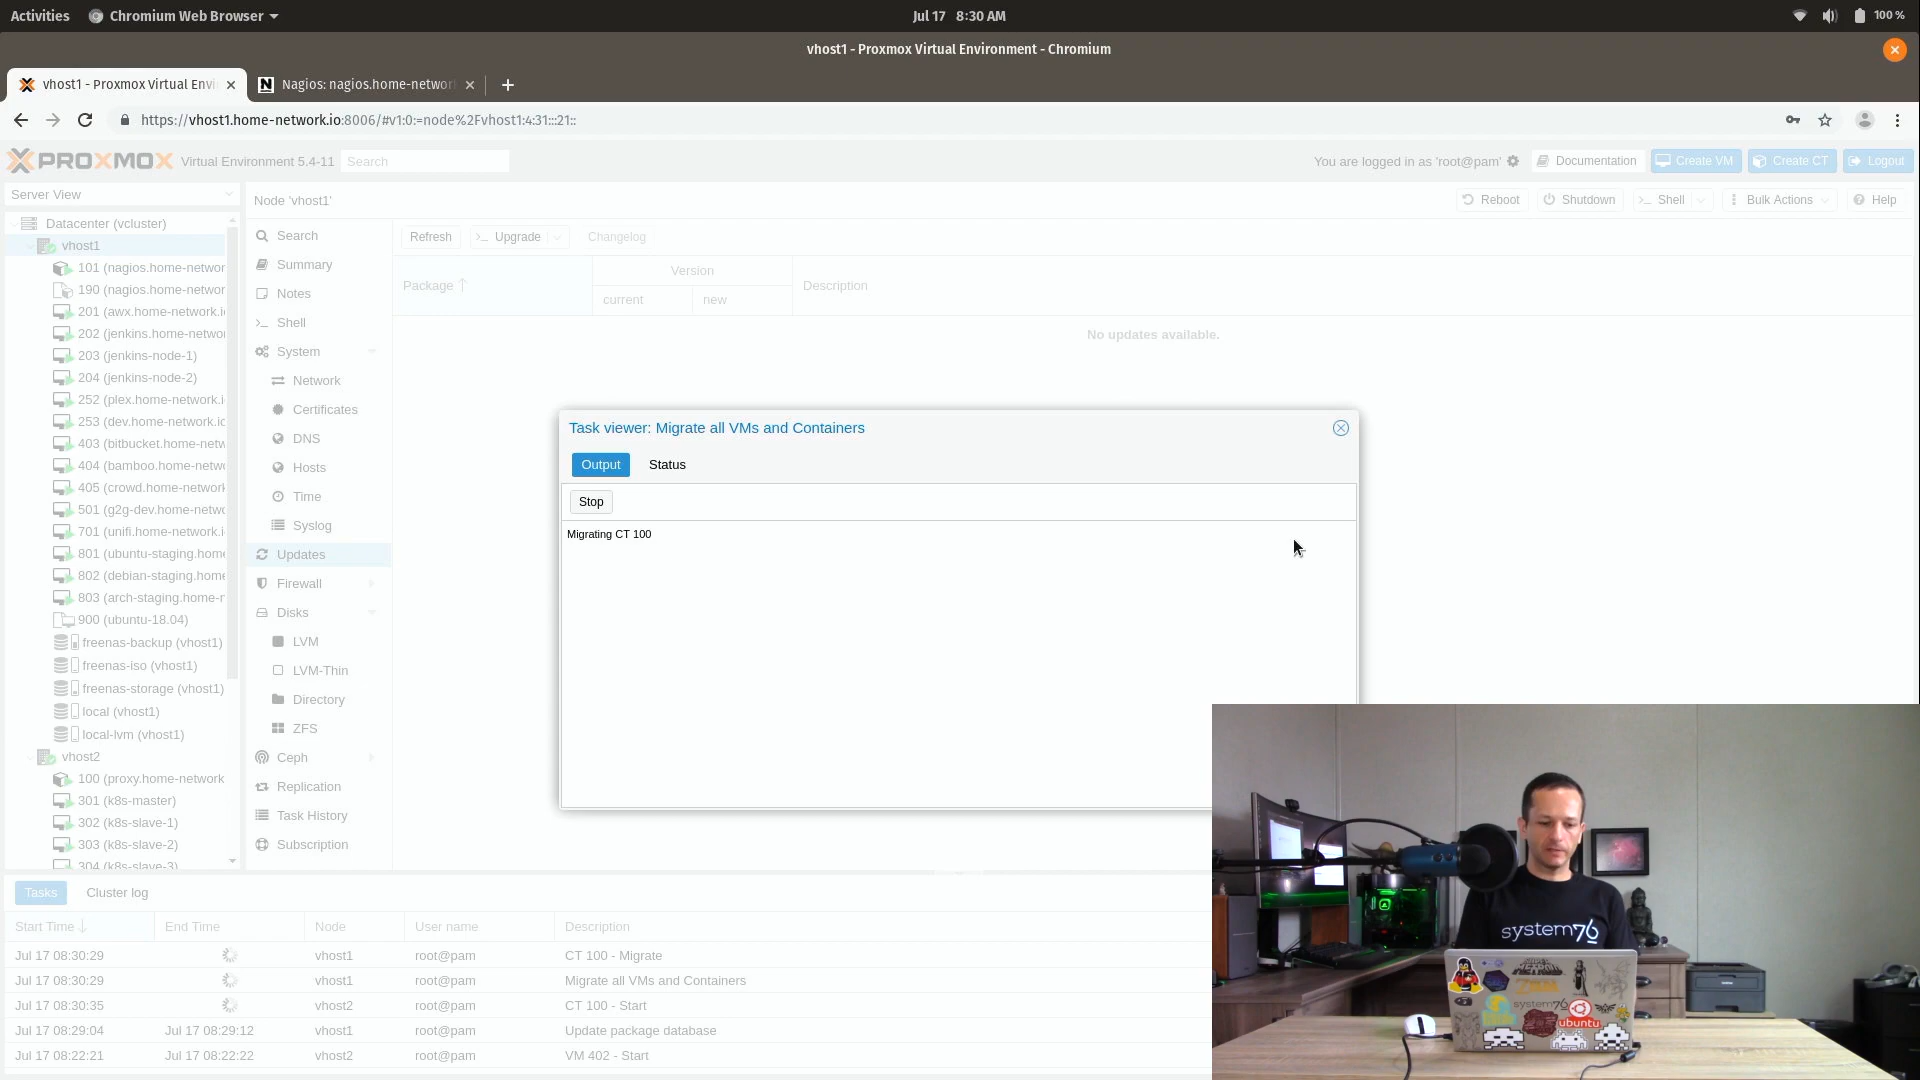 Activities
Chromium Web Browser
Jul 17 8:30 AM
100 %
vhost1 - Proxmox Virtual Environment - Chromium
vhost1 - Proxmox Virtual Envi
Nagios: nagios.home-networ
https://vhost1.home-network.io:8006/#v1:0:=node%2Fvhost1:4:31:::21::
PROXMOX
Virtual Environment 5.4-11
Search
You are logged in as 'root@pam'
Documentation
Create VM
Create CT
Logout
Server View
Datacenter (vcluster)
vhost1
101 (nagios.home-networ
190 (nagios.home-networ
201 (awx.home-network.i
202 (jenkins.home-networ
203 (jenkins-node-1)
204 (jenkins-node-2)
252 (plex.home-network.i
253 (dev.home-network.io
403 (bitbucket.home-netw
404 (bamboo.home-netwo
405 (crowd.home-network
501 (g2g-dev.home-netwo
701 (unifi.home-network.i
801 (ubuntu-staging.home
802 (debian-staging.home
803 (arch-staging.home-n
900 (ubuntu-18.04)
freenas-backup (vhost1)
freenas-iso (vhost1)
freenas-storage (vhost1)
local (vhost1)
local-lvm (vhost1)
vhost2
100 (proxy.home-network
301 (k8s-master)
302 (k8s-slave-1)
303 (k8s-slave-2)
304 (k8s-slave-3)
Node 'vhost1'
Reboot
Shutdown
Shell
Bulk Actions
Help
Search
Summary
Notes
Shell
System
Network
Certificates
DNS
Hosts
Time
Syslog
Updates
Firewall
Disks
LVM
LVM-Thin
Directory
ZFS
Ceph
Replication
Task History
Subscription
Refresh
Upgrade
Changelog
Package
Version
current
new
Description
No updates available.
Task viewer: Migrate all VMs and Containers
Output
Status
Stop
Migrating CT 100
Tasks
Cluster log
Start Time
End Time
Node
User name
Description
Jul 17 08:30:29 vhost1 root@pam CT 100 - Migrate
Jul 17 08:30:29 vhost1 root@pam Migrate all VMs and Containers
Jul 17 08:30:35 vhost2 root@pam CT 100 - Start
Jul 17 08:29:04 Jul 17 08:29:12 vhost1 root@pam Update package database
Jul 17 08:22:21 Jul 17 08:22:22 vhost2 root@pam VM 402 - Start
system76
system76
ubuntu